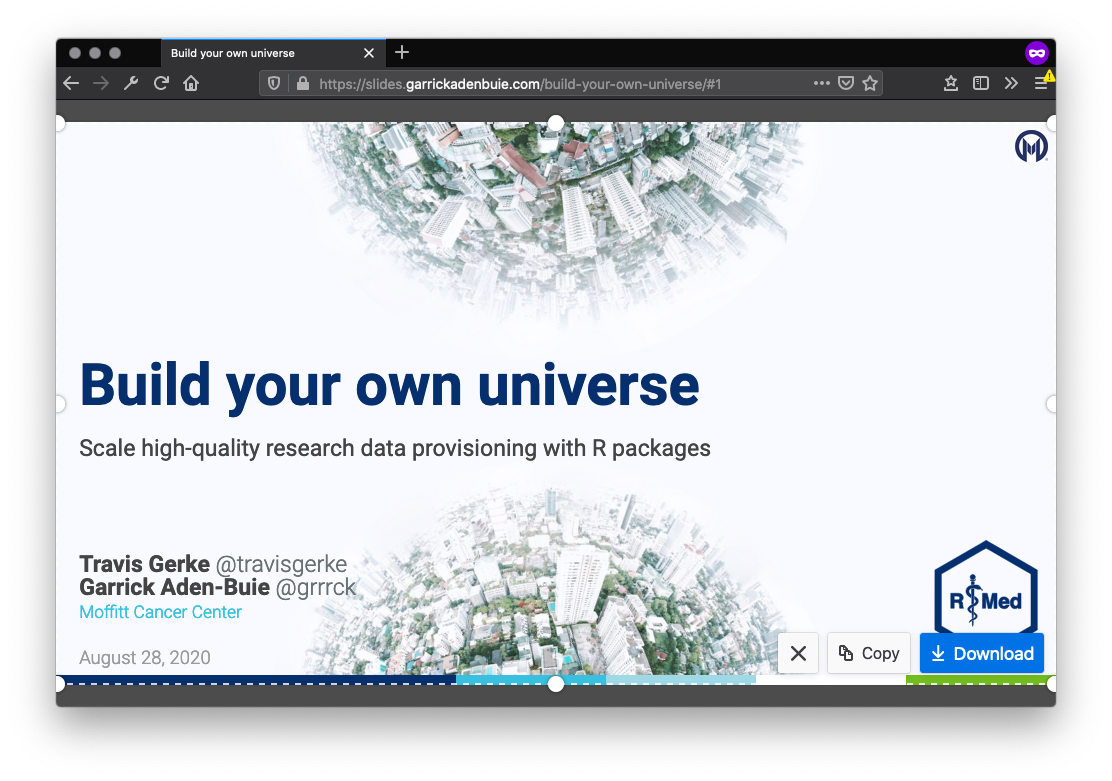 Build your own universe
https://slides.garrickadenbuie.com/build-your-own-universe/#1
Build your own universe
Scale high-quality research data provisioning with R packages
Travis Gerke @travisgerke
Garrick Aden-Buie @grrrck
Moffitt Cancer Center
August 28, 2020
R Med
Copy
Download